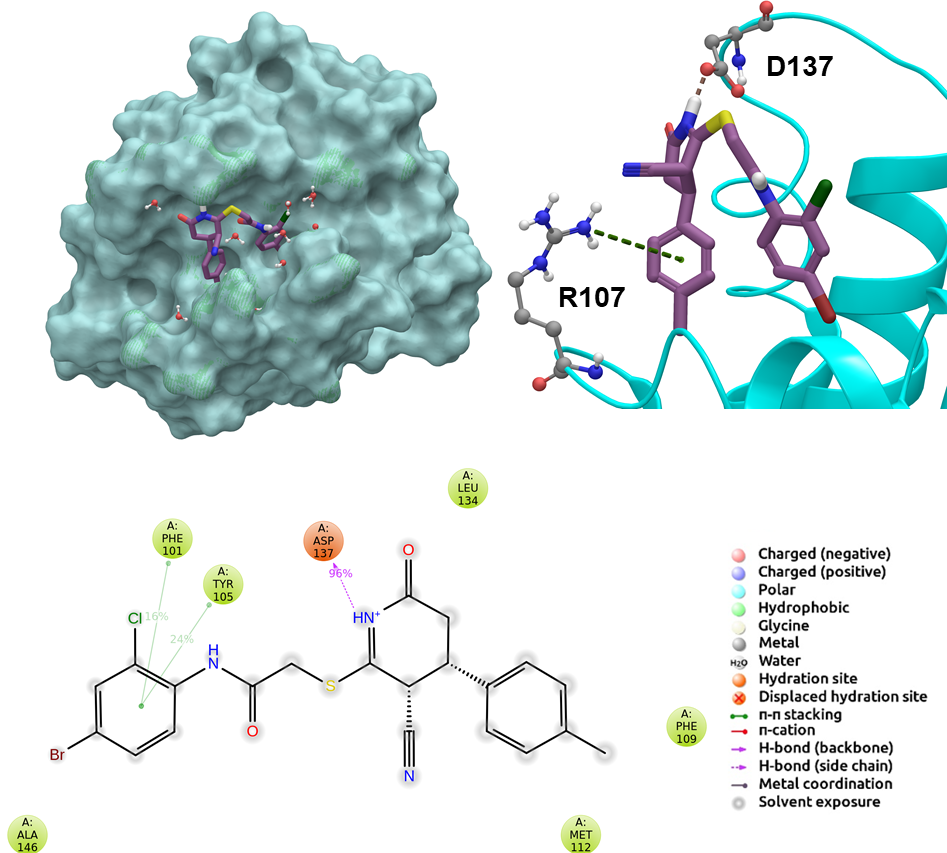 D137
R107
A:
LEU
134
A:
PHE
101
A:
ASP
137
96%
A:
TYR
105
16%
24%
Cl
H
N
O
S
HN+
O
N
Br
A:
PHE
109
A:
ALA
146
A:
MET
112
Charged (negative)
Charged (positive)
Polar
Hydrophobic
Glycine
Metal
H₂O Water
Hydration site
Displaced hydration site
π-π stacking
π-cation
H-bond (backbone)
H-bond (side chain)
Metal coordination
Solvent exposure